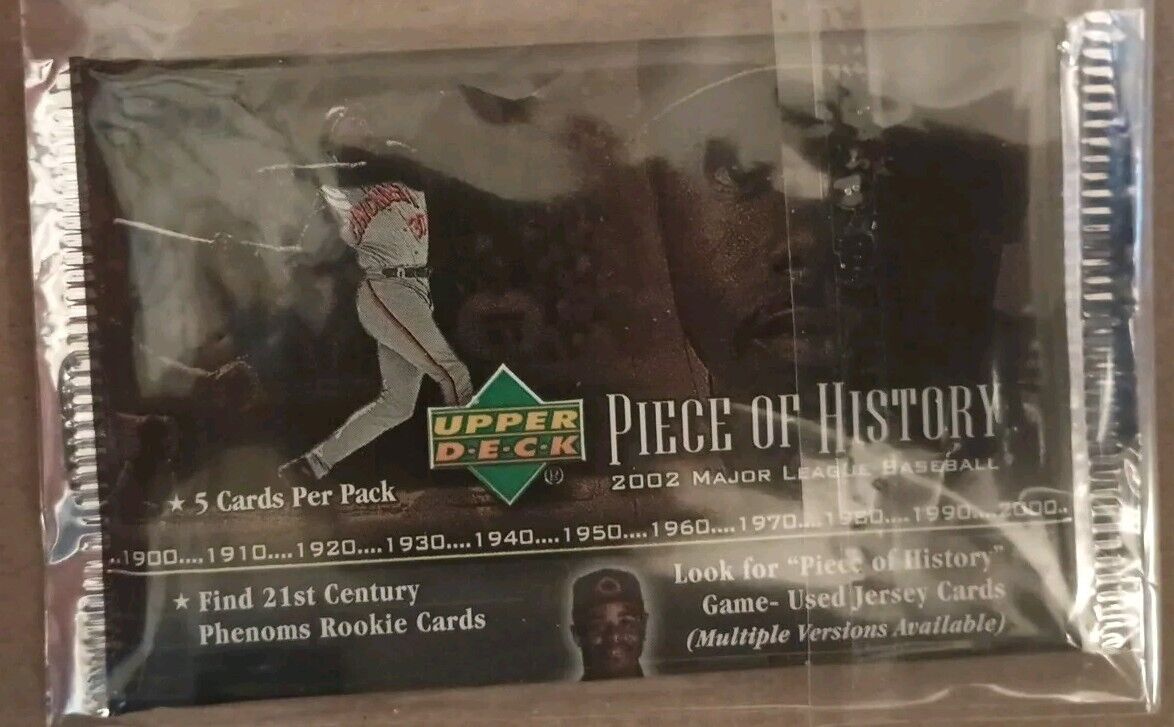 CINCINNATI
30
UPPER
D·E·C·K
®
PIECE OF HISTORY
2002 MAJOR LEAGUE BASEBALL
★ 5 Cards Per Pack
..1900....1910....1920....1930....1940....1950....1960....1970....1980....1990....2000..
★ Find 21st Century
Phenoms Rookie Cards
Look for "Piece of History"
Game- Used Jersey Cards
(Multiple Versions Available)